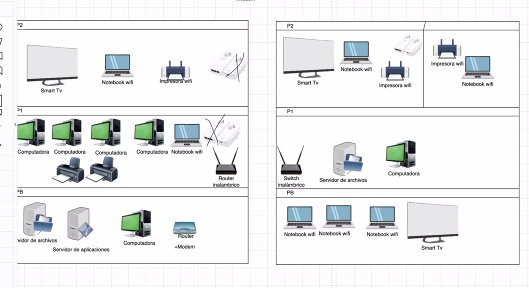 P2
Smart Tv
Notebook wifi
Impresora wifi
P1
Computadora
Computadora
Computadora
Computadora
Notebook wifi
Router
inalámbrico
PB
vidor de archivos
Servidor de aplicaciones
Computadora
Router
+Modem
P2
Smart Tv
Notebook wifi
Impresora wifi
Impresora wifi
Notebook wifi
P1
Switch
inalámbrico
Servidor de archivos
Computadora
PB
Notebook wifi
Notebook wifi
Notebook wifi
Smart Tv